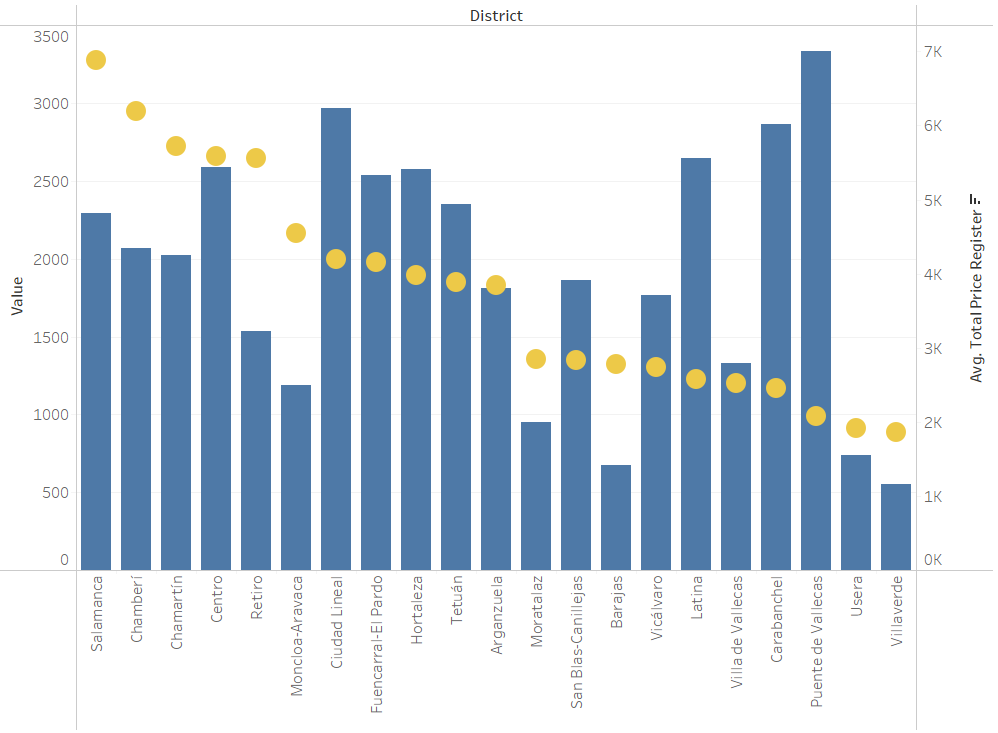 District
3500
3000
2500
2000
1500
1000
500
0
Value
7K
6K
5K
4K
3K
2K
1K
0K
Avg. Total Price Register
Salamanca
Chamberí
Chamartín
Centro
Retiro
Moncloa-Aravaca
Ciudad Lineal
Fuencarral-El Pardo
Hortaleza
Tetuán
Arganzuela
Moratalaz
San Blas-Canillejas
Barajas
Vicálvaro
Latina
Villa de Vallecas
Carabanchel
Puente de Vallecas
Usera
Villaverde